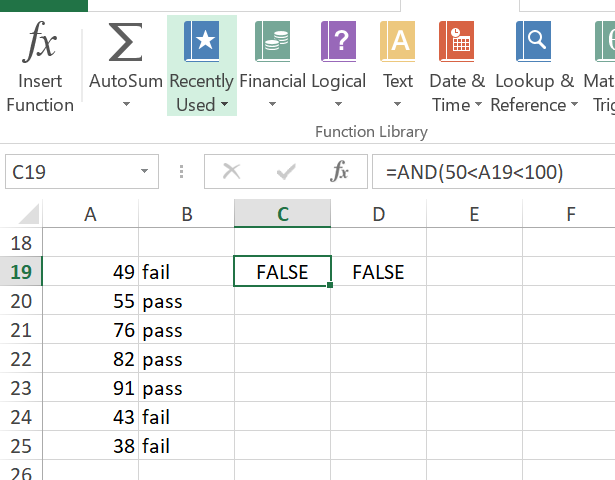 fx Σ ? A θ
Insert AutoSum Recently Financial Logical Text Date & Lookup & Mat
Function Used Time Reference Trig
Function Library
C19 fx =AND(50<A19<100)
A B C D E F
18
19 49 fail FALSE FALSE
20 55 pass
21 76 pass
22 82 pass
23 91 pass
24 43 fail
25 38 fail
26